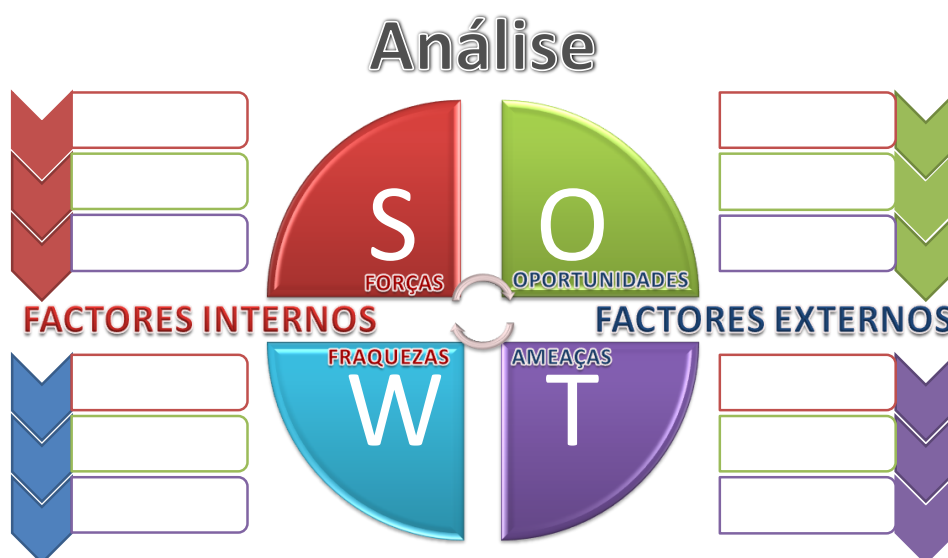 Análise
S
FORÇAS
O
OPORTUNIDADES
FACTORES INTERNOS
FACTORES EXTERNOS
FRAQUEZAS
W
AMEAÇAS
T